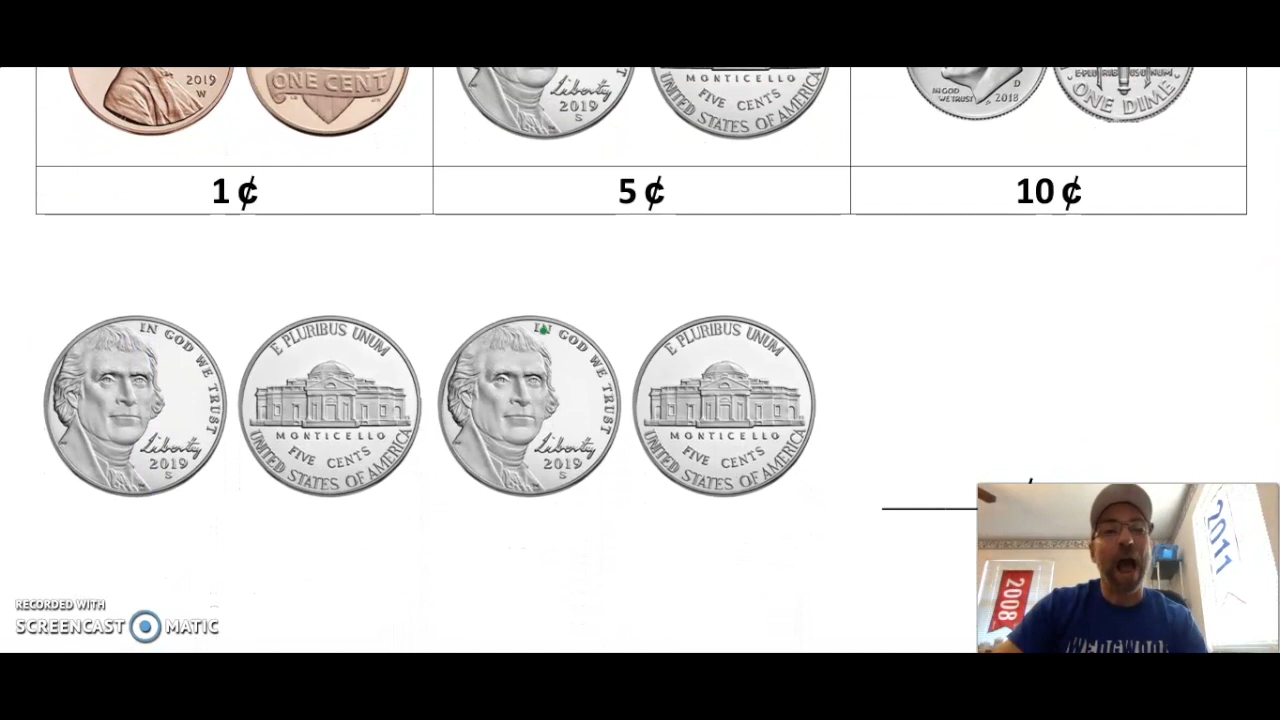 2019
W
ONE CENT
Liberty
2019
S
MONTICELLO
FIVE CENTS
UNITED STATES OF AMERICA
IN GOD
WE TRUST
2018
D
E PLURIBUS UNUM
ONE DIME
1 ¢
5 ¢
10 ¢
IN GOD WE TRUST
Liberty
2019
S
E PLURIBUS UNUM
MONTICELLO
FIVE CENTS
UNITED STATES OF AMERICA
IN GOD WE TRUST
Liberty
2019
S
E PLURIBUS UNUM
MONTICELLO
FIVE CENTS
UNITED STATES OF AMERICA
2011
2008
WEDGWOOD
RECORDED WITH
SCREENCAST MATIC